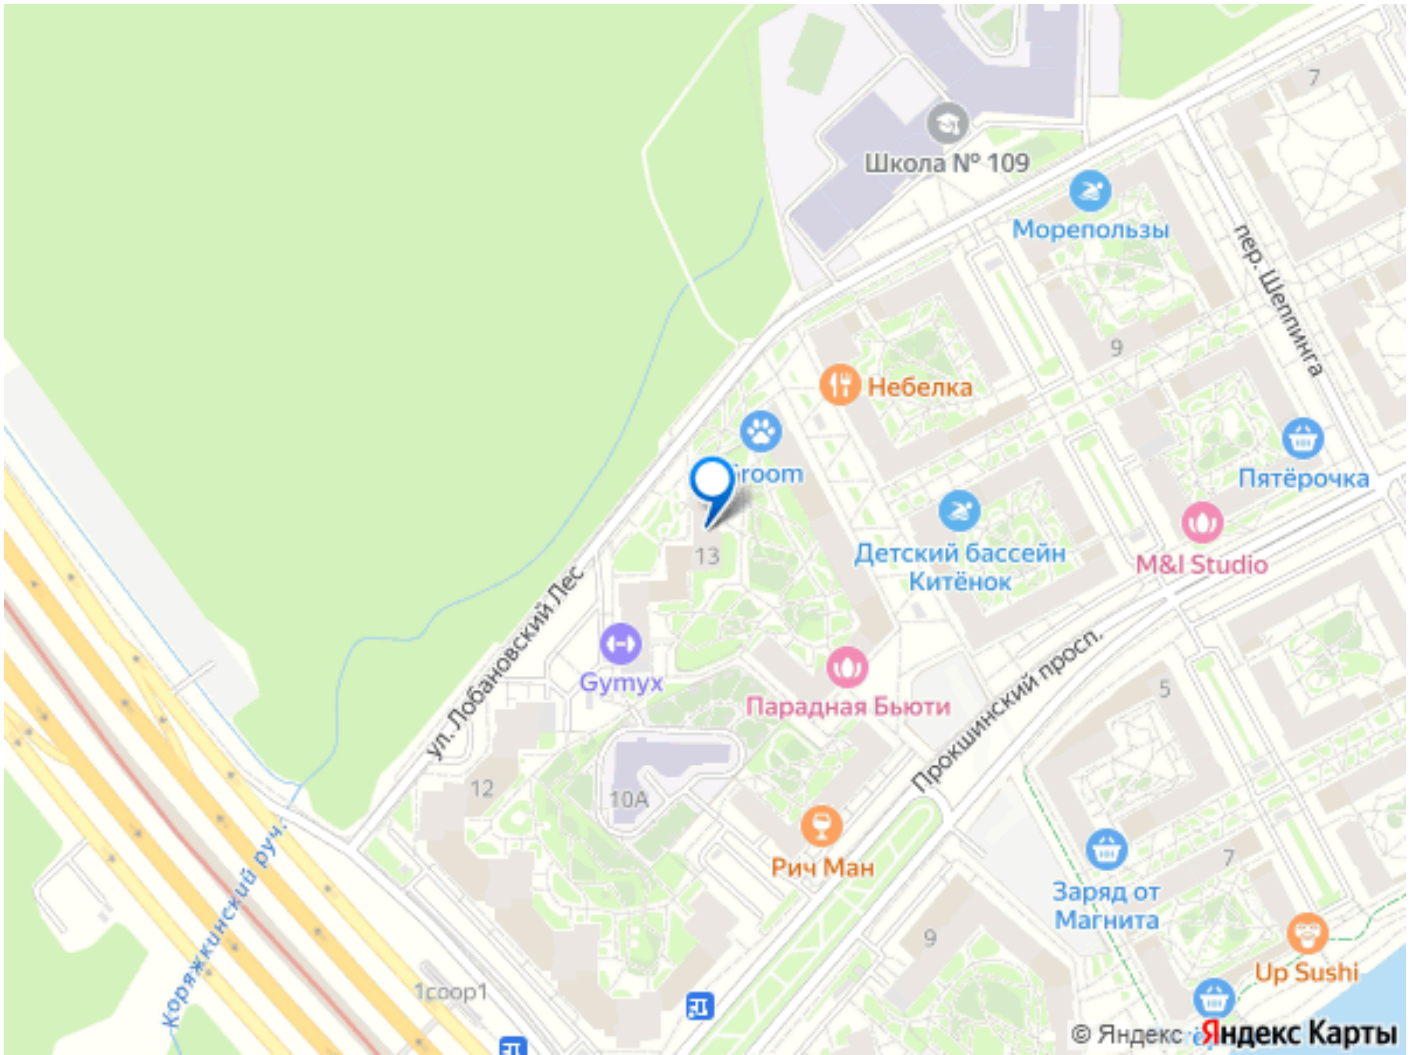 7
Школа № 109
Морепользы
пер. Шеппинга
9
Небелка
room
Пятёрочка
M&I Studio
Детский бассейн
Китёнок
13
ул. Лобановский Лес
Gymyx
Парадная Бьюти
Прокшинский просп.
5
12
10А
Рич Ман
7
Заряд от
Магнита
9
Up Sushi
1соор1
Коряжкинский руч.
© Яндекс Яндекс Карты